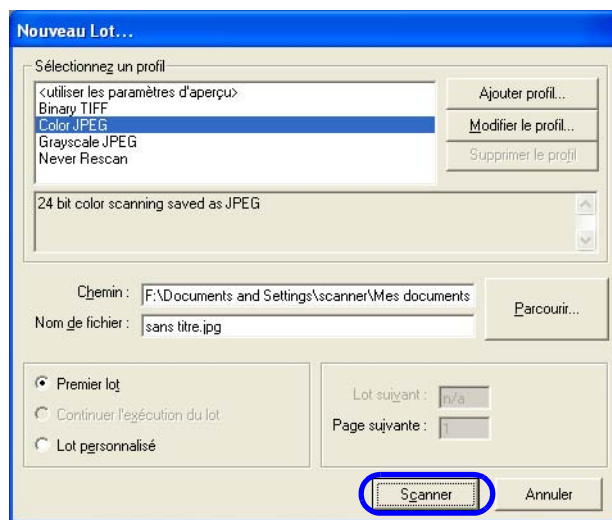 Nouveau Lot...
Sélectionnez un profil
<utiliser les paramètres d'aperçu>
Binary TIFF
Color JPEG
Grayscale JPEG
Never Rescan
Ajouter profil...
Modifier le profil...
Supprimer le profil
24 bit color scanning saved as JPEG
Chemin : F:\Documents and Settings\scanner\Mes documents
Nom de fichier : sans titre.jpg
Parcourir...
Premier lot
Continuer l'exécution du lot
Lot personnalisé
Lot suivant : n/a
Page suivante : 1
Scanner
Annuler